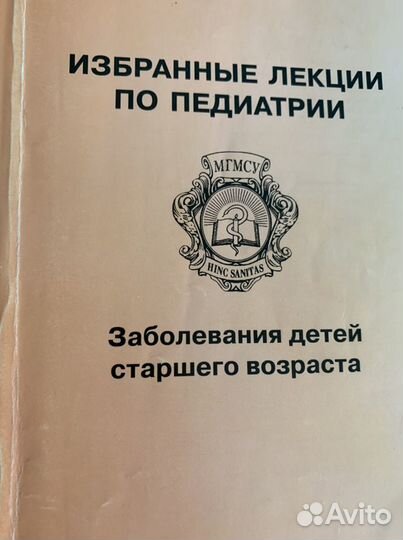 ИЗБРАННЫЕ ЛЕКЦИИ
ПО ПЕДИАТРИИ
МГМСУ
HINC SANITAS
Заболевания детей
старшего возраста
Avito